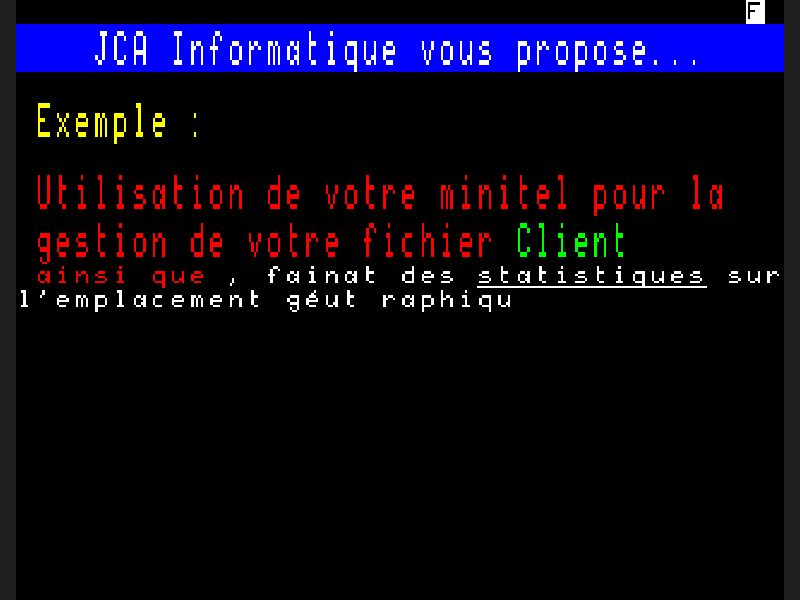 F
JCA Informatique vous propose...
Exemple :
Utilisation de votre minitel pour la
gestion de votre fichier Client
ainsi que , fainat des statistiques sur
l'emplacement géut raphiqu